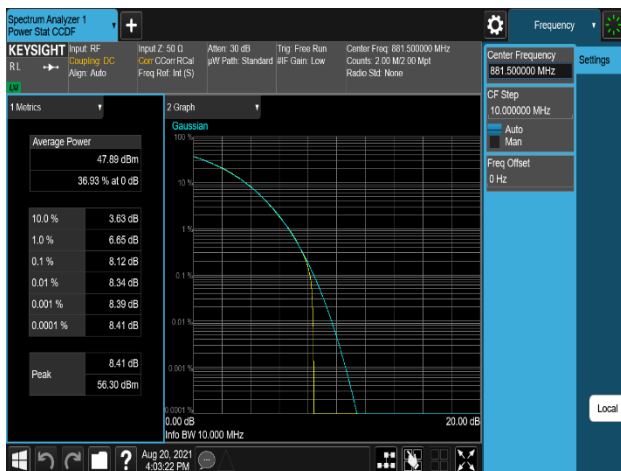 Spectrum Analyzer 1
Power Stat CCDF
+
Frequency
KEYSIGHT
R L
LW
Input: RF
Coupling: DC
Align: Auto
Input Z: 50 Ω
Corr CCorr RCal
Freq Ref: Int (S)
Atten: 30 dB
µW Path: Standard
Trig: Free Run
#IF Gain: Low
Center Freq: 881.500000 MHz
Counts: 2.00 M/2.00 Mpt
Radio Std: None
Center Frequency
881.500000 MHz
Settings
CF Step
10.000000 MHz
Auto
Man
Freq Offset
0 Hz
Local
1 Metrics
Average Power
47.89 dBm
36.93 % at 0 dB
10.0 % 3.63 dB
1.0 % 6.65 dB
0.1 % 8.12 dB
0.01 % 8.34 dB
0.001 % 8.39 dB
0.0001 % 8.41 dB
Peak
8.41 dB
56.30 dBm
2 Graph
Gaussian
100 %
10 %
1 %
0.1 %
0.01 %
0.001 %
0.0001 %
0.00 dB 20.00 dB
Info BW 10.000 MHz
?
Aug 20, 2021
4:03:22 PM